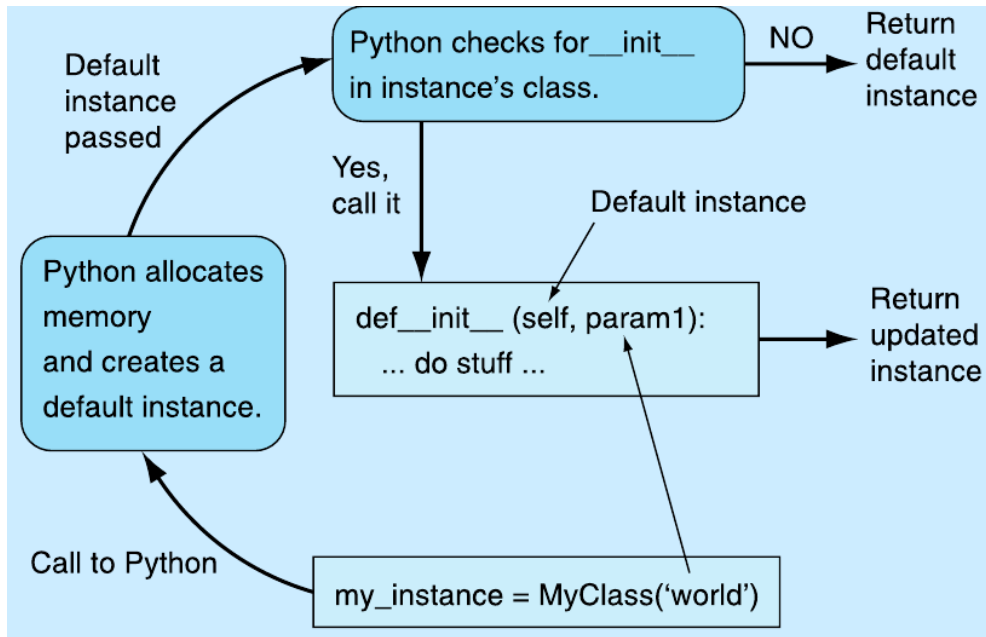 Python checks for__init__
in instance's class.
NO
Return
default
instance
Default
instance
passed
Yes,
call it
Default instance
Python allocates
memory
and creates a
default instance.
def__init__ (self, param1):
... do stuff ...
Return
updated
instance
Call to Python
my_instance = MyClass(‘world’)